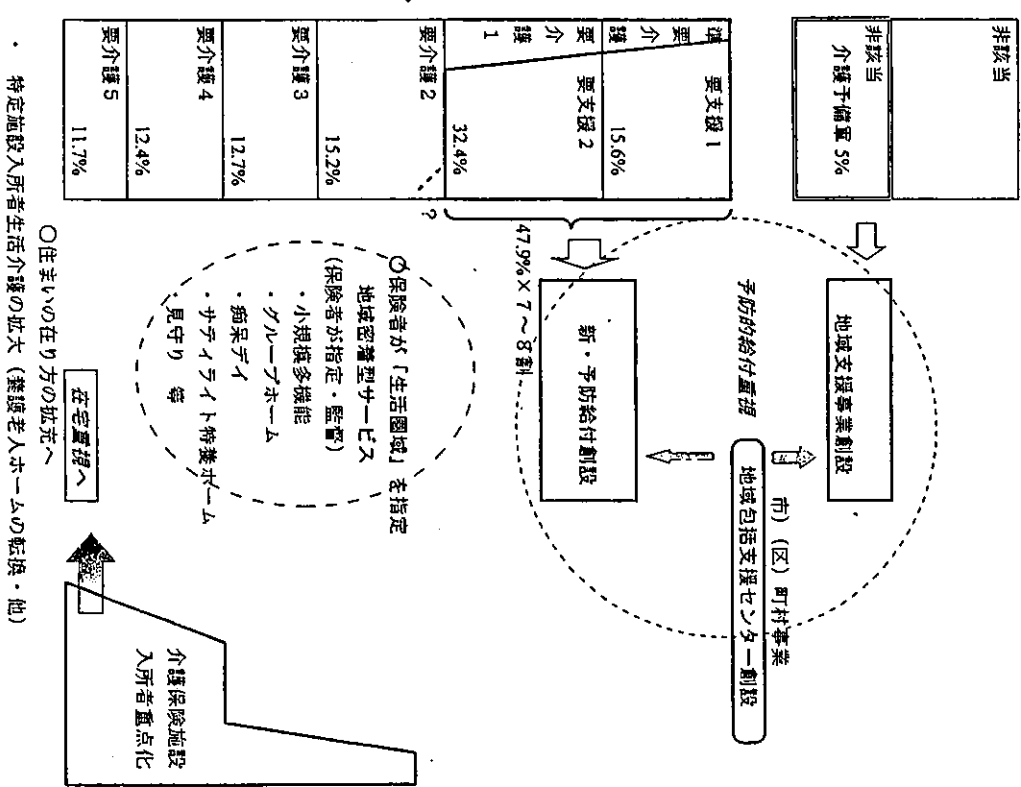 非該当
非該当
介護予備軍 5%
準要介護
要支援1
15.6%
要介護1
要支援2
32.4%
要介護2
15.2%
要介護3
12.7%
要介護4
12.4%
要介護5
11.7%
?
47.9%×7〜8割
地域支援事業創設
予防的給付重視
新・予防給付創設
市)(区)町村事業
地域包括支援センター創設
○保険者が「生活圏域」を指定
地域密着型サービス
(保険者が指定・監督)
・小規模多機能
・グループホーム
・痴呆デイ
・サテライト特養ホーム
・見守り 等
在宅重視へ
介護保険施設
入所者重点化
○住まいの在り方の拡充へ
・ 特定施設入所者生活介護の拡大(養護老人ホームの転換・他)